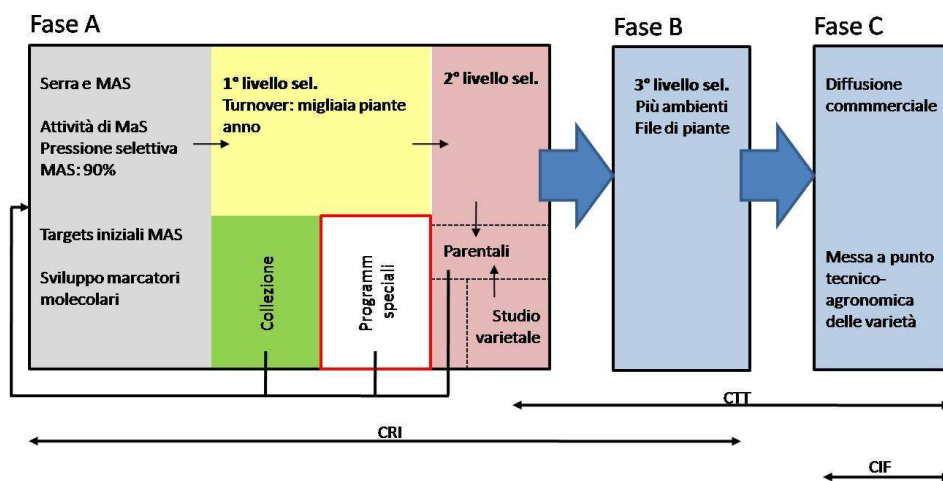 Fase A
Serra e MAS
Attività di MaS
Pressione selettiva
MAS: 90%
Targets iniziali MAS
Sviluppo marcatori
molecolari
1° livello sel.
Turnover: migliaia piante
anno
Collezione
Programm
speciali
2° livello sel.
Parentali
Studio
varietale
Fase B
3° livello sel.
Più ambienti
File di piante
Fase C
Diffusione
commmerciale
Messa a punto
tecnico-
agronomica
delle varietà
CTT
CRI
CIF